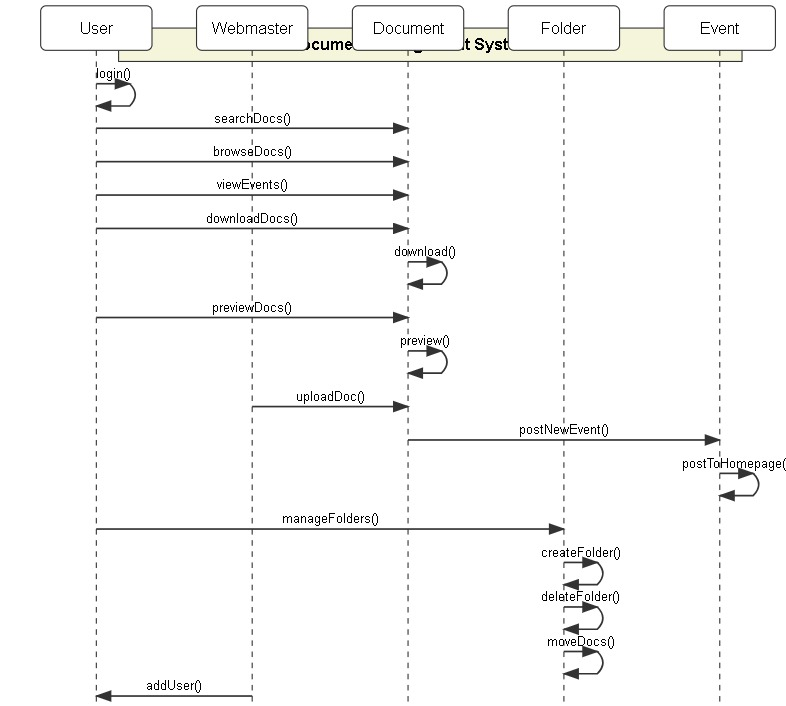 User
Webmaster
Document
Folder
Event
login()
searchDocs()
browseDocs()
viewEvents()
downloadDocs()
download()
previewDocs()
preview()
uploadDoc()
postNewEvent()
postToHomepage(
manageFolders()
createFolder()
deleteFolder()
moveDocs()
addUser()